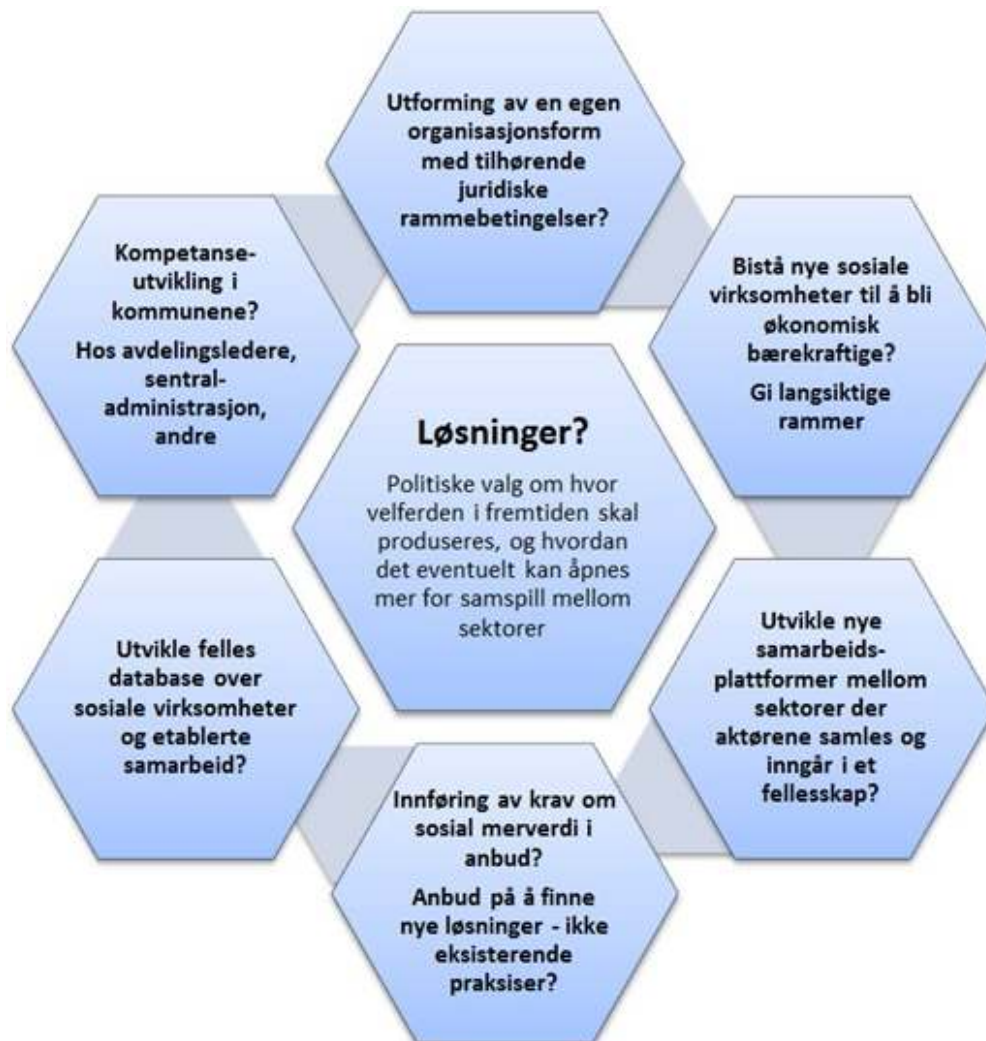 Utforming av en egen
organisasjonsform
med tilhørende
juridiske
rammebetingelser?
Bistå nye sosiale
virksomheter til å bli
økonomisk
bærekraftige?
Gi langsiktige
rammer
Utvikle nye
samarbeids-
plattformer mellom
sektorer der
aktørene samles og
inngår i et
fellesskap?
Innføring av krav om
sosial merverdi i
anbud?
Anbud på å finne
nye løsninger - ikke
eksisterende
praksiser?
Utvikle felles
database over
sosiale virksomheter
og etablerte
samarbeid?
Kompetanse-
utvikling i
kommunene?
Hos avdelingsledere,
sentral-
administrasjon,
andre
Løsninger?
Politiske valg om hvor
velferden i fremtiden skal
produseres, og hvordan
det eventuelt kan åpnes
mer for samspill mellom
sektorer